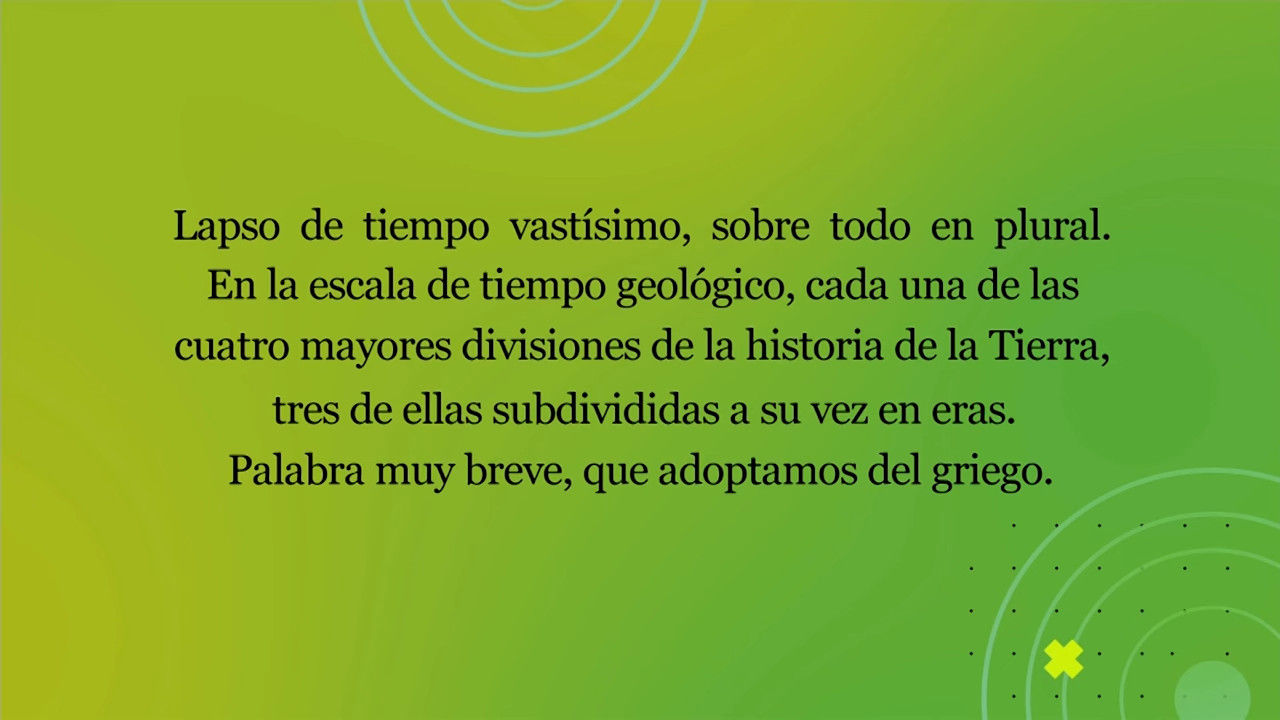 Lapso de tiempo vastísimo, sobre todo en plural.
En la escala de tiempo geológico, cada una de las
cuatro mayores divisiones de la historia de la Tierra,
tres de ellas subdivididas a su vez en eras.
Palabra muy breve, que adoptamos del griego.